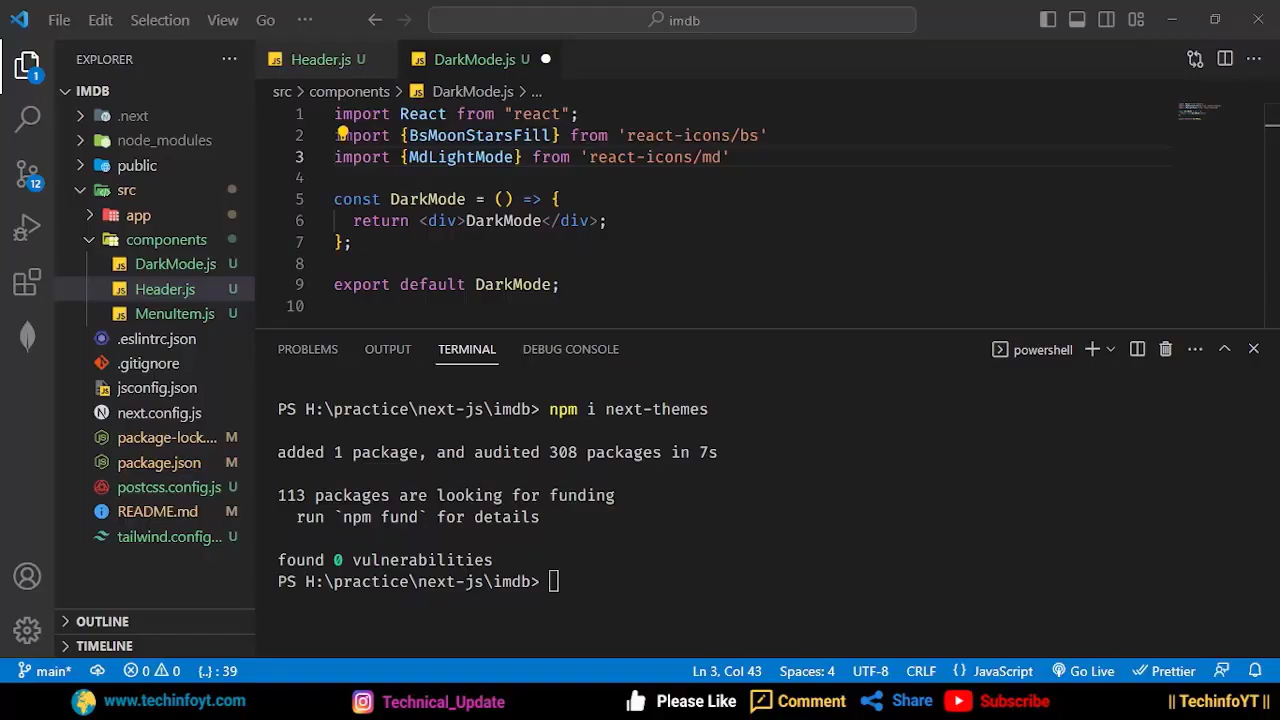 File Edit Selection View Go ··· imdb
EXPLORER ···
IMDB
.next
node_modules
public
src
app
components
DarkMode.js U
Header.js U
MenuItem.js U
.eslintrc.json
.gitignore
jsconfig.json
next.config.js
package-lock.... M
package.json M
postcss.config.js U
README.md M
tailwind.config... U
OUTLINE
TIMELINE
1
12
Header.js U DarkMode.js U
src > components > DarkMode.js > ...
1 import React from "react";
2 import {BsMoonStarsFill} from 'react-icons/bs'
3 import {MdLightMode} from 'react-icons/md'
4
5 const DarkMode = () => {
6 return <div>DarkMode</div>;
7 };
8
9 export default DarkMode;
10
PROBLEMS OUTPUT TERMINAL DEBUG CONSOLE powershell
PS H:\practice\next-js\imdb> npm i next-themes
added 1 package, and audited 308 packages in 7s
113 packages are looking for funding
run `npm fund` for details
found 0 vulnerabilities
PS H:\practice\next-js\imdb>
main* 0 0 {..} : 39 Ln 3, Col 43 Spaces: 4 UTF-8 CRLF {} JavaScript Go Live Prettier
www.techinfoyt.com Technical_Update Please Like Comment Share Subscribe || TechinfoYT ||